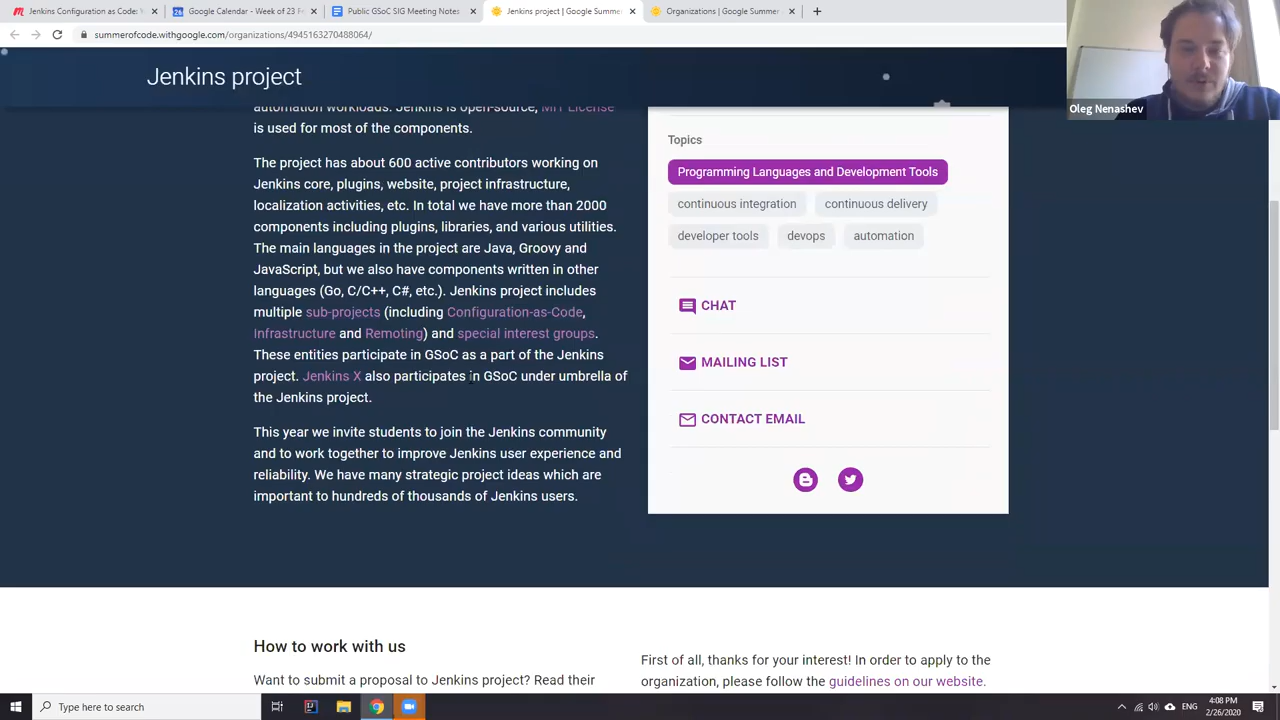 Jenkins Configuration as Code: W
Google Calendar - Week of 23 F
Public GSoC SIG Meeting Notes
Jenkins project | Google Summe
Organizations | Google Summer
summerofcode.withgoogle.com/organizations/4945163270488064/
Oleg Nenashev
Jenkins project
automation workloads. Jenkins is open-source, MIT License
is used for most of the components.
The project has about 600 active contributors working on
Jenkins core, plugins, website, project infrastructure,
localization activities, etc. In total we have more than 2000
components including plugins, libraries, and various utilities.
The main languages in the project are Java, Groovy and
JavaScript, but we also have components written in other
languages (Go, C/C++, C#, etc.). Jenkins project includes
multiple sub-projects (including Configuration-as-Code,
Infrastructure and Remoting) and special interest groups.
These entities participate in GSoC as a part of the Jenkins
project. Jenkins X also participates in GSoC under umbrella of
the Jenkins project.
This year we invite students to join the Jenkins community
and to work together to improve Jenkins user experience and
reliability. We have many strategic project ideas which are
important to hundreds of thousands of Jenkins users.
Topics
Programming Languages and Development Tools
continuous integration
continuous delivery
developer tools
devops
automation
CHAT
MAILING LIST
CONTACT EMAIL
How to work with us
Want to submit a proposal to Jenkins project? Read their
First of all, thanks for your interest! In order to apply to the
organization, please follow the guidelines on our website.
Type here to search
ENG
4:08 PM
2/26/2020